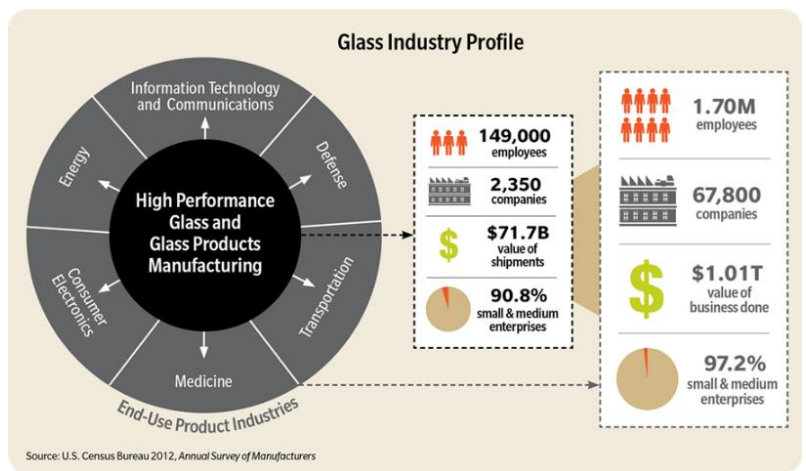 Glass Industry Profile
Information Technology
and Communications
Energy
Defense
High Performance
Glass and
Glass Products
Manufacturing
Consumer
Electronics
Transportation
Medicine
End-Use Product Industries
149,000
employees
2,350
companies
$
$71.7B
value of
shipments
90.8%
small & medium
enterprises
1.70M
employees
67,800
companies
$
$1.01T
value of
business done
97.2%
small & medium
enterprises
Source: U.S. Census Bureau 2012, Annual Survey of Manufacturers